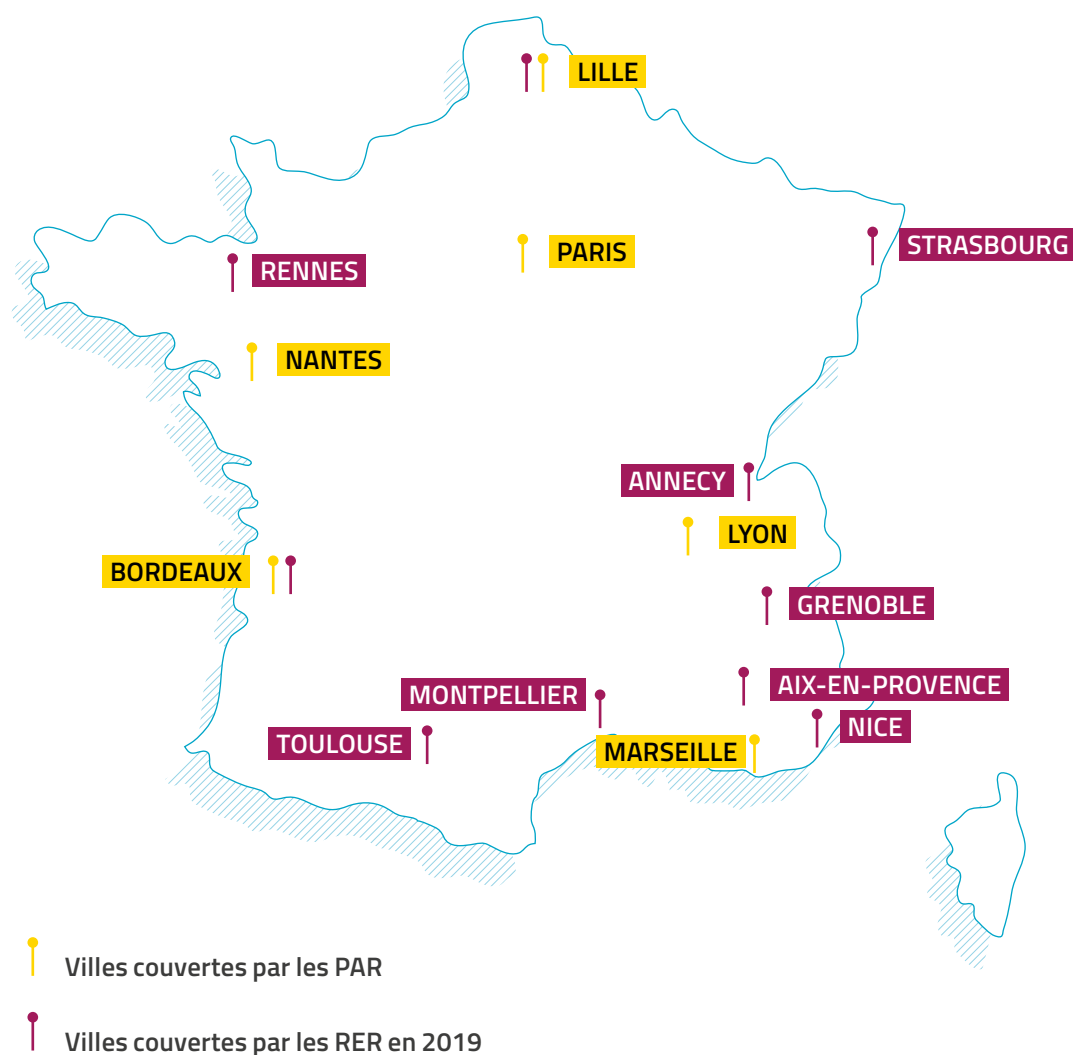 LILLE
PARIS
STRASBOURG
RENNES
NANTES
ANNECY
LYON
BORDEAUX
GRENOBLE
AIX-EN-PROVENCE
MONTPELLIER
NICE
TOULOUSE
MARSEILLE
Villes couvertes par les PAR
Villes couvertes par les RER en 2019